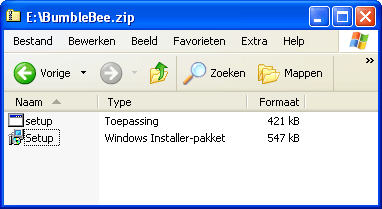 E:\BumbleBee.zip
Bestand Bewerken Beeld Favorieten Extra Help
Vorige Zoeken Mappen »
Naam Type Formaat
setup Toepassing 421 kB
Setup Windows Installer-pakket 547 kB